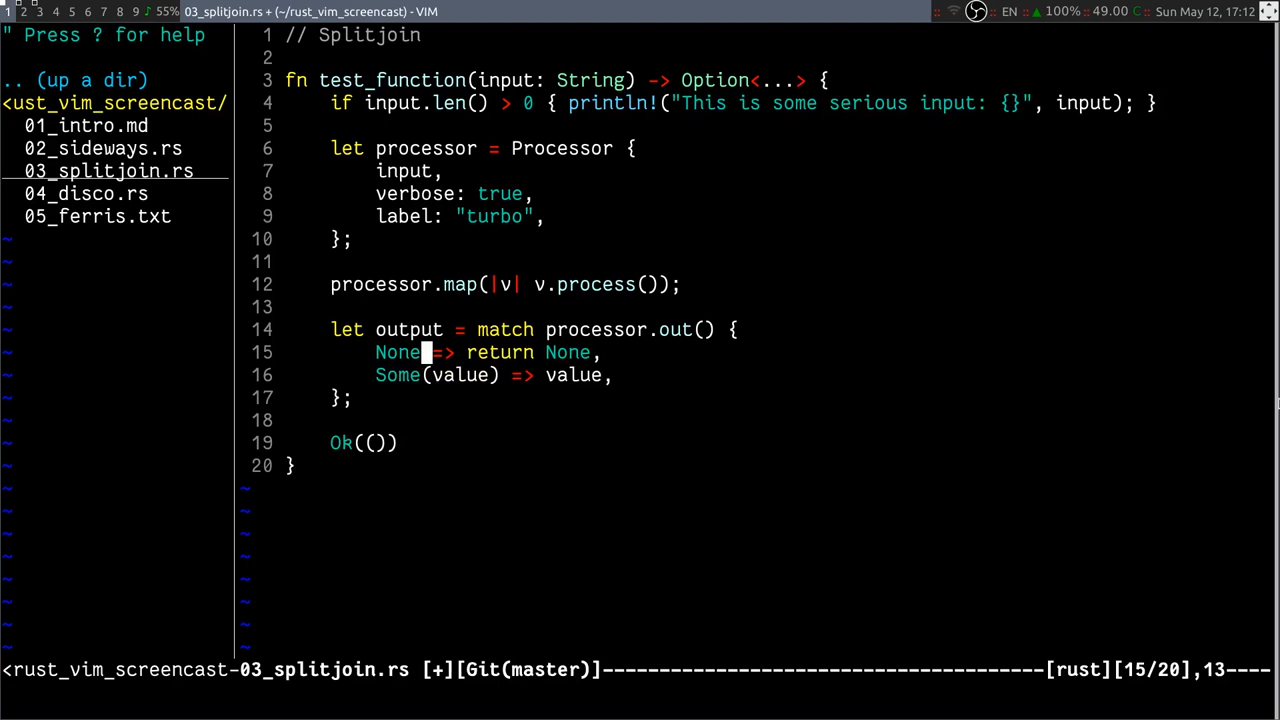 1 2 3 4 5 6 7 8 9 ♪ 55% 03_splitjoin.rs + (~/rust_vim_screencast) - VIM :: EN :: ▲ 100% :: 49.00 C :: Sun May 12, 17:12
" Press ? for help
.. (up a dir)
<ust_vim_screencast/
01_intro.md
02_sideways.rs
03_splitjoin.rs
04_disco.rs
05_ferris.txt
1 // Splitjoin
2
3 fn test_function(input: String) -> Option<...> {
4 if input.len() > 0 { println!("This is some serious input: {}", input); }
5
6 let processor = Processor {
7 input,
8 verbose: true,
9 label: "turbo",
10 };
11
12 processor.map(|v| v.process());
13
14 let output = match processor.out() {
15 None => return None,
16 Some(value) => value,
17 };
18
19 Ok(())
20 }
<rust_vim_screencast-03_splitjoin.rs [+][Git(master)]---------------------------------------[rust][15/20],13----